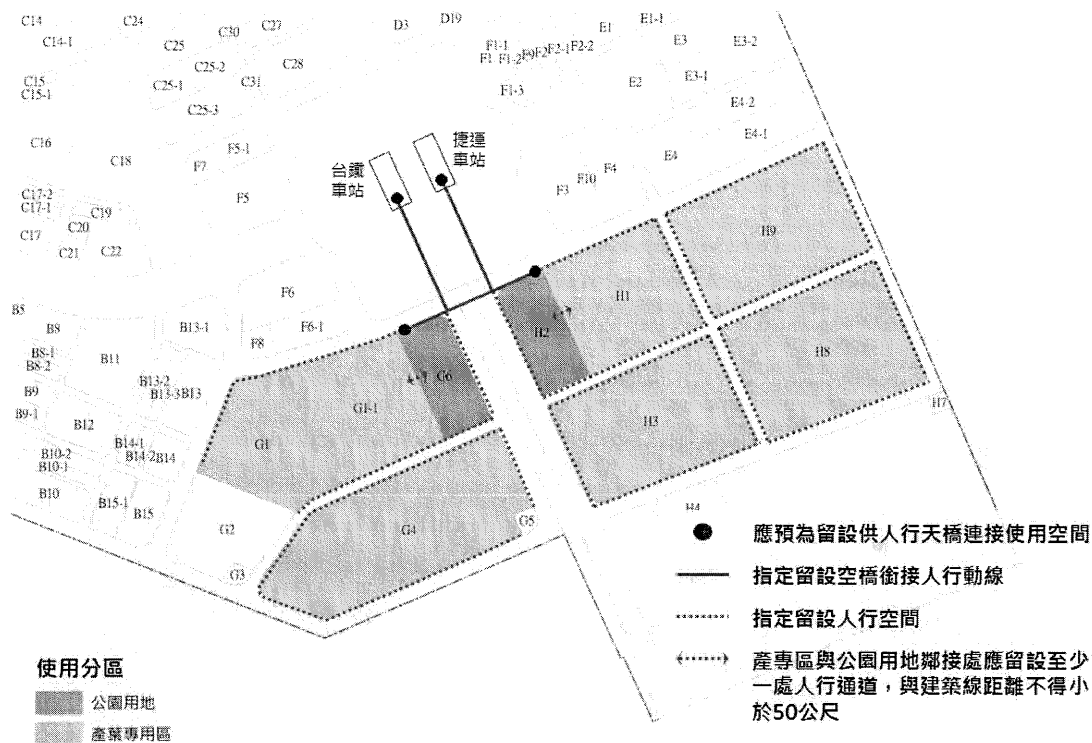 C14
C24
C30
C27
D3
D19
E1-1
C14-1
C25
F1-1
F1
F1-2
F9
F2
F2-1
F2-2
E1
E3
E3-2
C25-2
C28
C15
C15-1
C25-1
C31
F1-3
E2
E3-1
C25-3
E4-2
E4-1
C16
C18
F7
F5-1
台鐵
車站
捷運
車站
F3
F10
F4
E4
C17-2
C17-1
C17
C19
C20
C21
C22
F5
H9
B5
F6
H1
B8
B13-1
F8
F6-1
H2
H8
B8-1
B8-2
B11
B9
B9-1
B13-2
B13-3
B13
G6
G1-1
H7
B12
G1
H3
B14-1
B14-2
B14
B10-2
B10-1
B10
B15-1
B15
G2
G4
G5
H4
G3
應預為留設供人行天橋連接使用空間
指定留設空橋銜接人行動線
指定留設人行空間
產專區與公園用地鄰接處應留設至少
一處人行通道，與建築線距離不得小
於50公尺
使用分區
公園用地
產業專用區